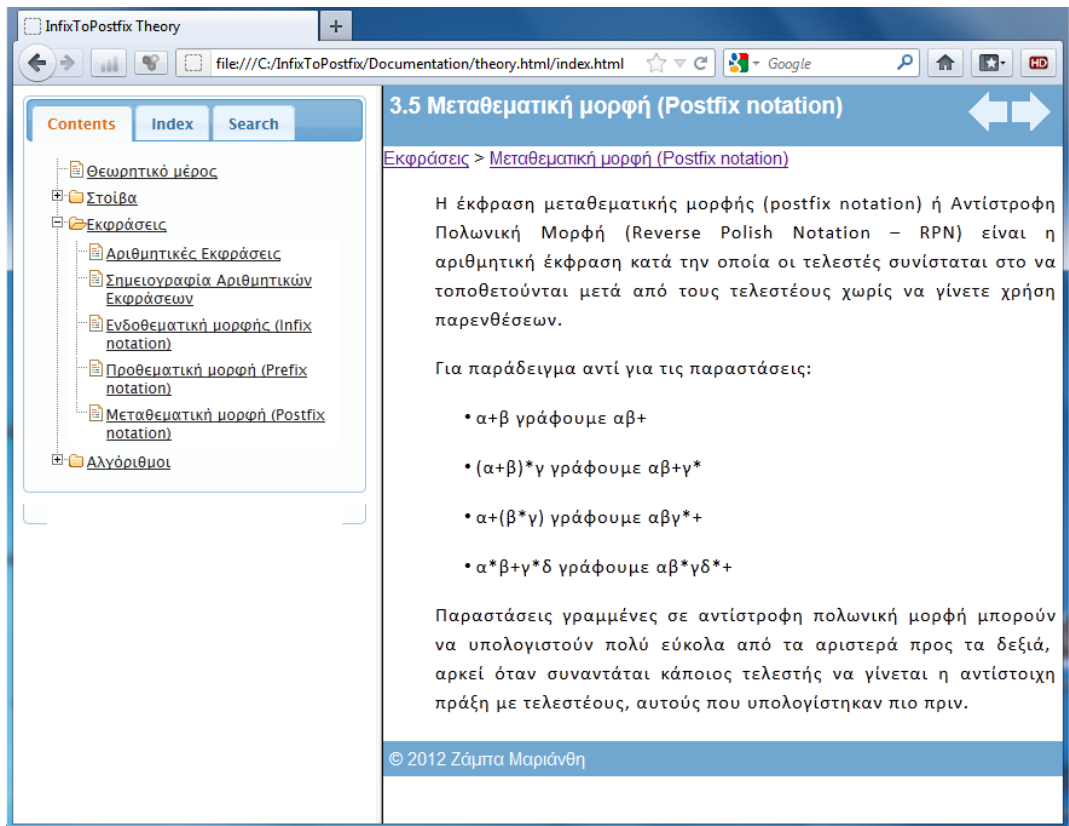 InfixToPostfix Theory
file:///C:/InfixToPostfix/Documentation/theory.html/index.html
Google
HD
Contents Index Search
Θεωρητικό μέρος
Στοίβα
Εκφράσεις
Αριθμητικές Εκφράσεις
Σημειογραφία Αριθμητικών
Εκφράσεων
Ενδοθεματική μορφής (Infix
notation)
Προθεματική μορφή (Prefix
notation)
Μεταθεματική μορφή (Postfix
notation)
Αλγόριθμοι
3.5 Μεταθεματική μορφή (Postfix notation)
Εκφράσεις > Μεταθεματική μορφή (Postfix notation)
Η έκφραση μεταθεματικής μορφής (postfix notation) ή Αντίστροφη
Πολωνική Μορφή (Reverse Polish Notation – RPN) είναι η
αριθμητική έκφραση κατά την οποία οι τελεστές συνίσταται στο να
τοποθετούνται μετά από τους τελεστέους χωρίς να γίνετε χρήση
παρενθέσεων.
Για παράδειγμα αντί για τις παραστάσεις:
• α+β γράφουμε αβ+
• (α+β)*γ γράφουμε αβ+γ*
• α+(β*γ) γράφουμε αβγ*+
• α*β+γ*δ γράφουμε αβ*γδ*+
Παραστάσεις γραμμένες σε αντίστροφη πολωνική μορφή μπορούν
να υπολογιστούν πολύ εύκολα από τα αριστερά προς τα δεξιά,
αρκεί όταν συναντάται κάποιος τελεστής να γίνεται η αντίστοιχη
πράξη με τελεστέους, αυτούς που υπολογίστηκαν πιο πριν.
© 2012 Ζάμπα Μαριάνθη